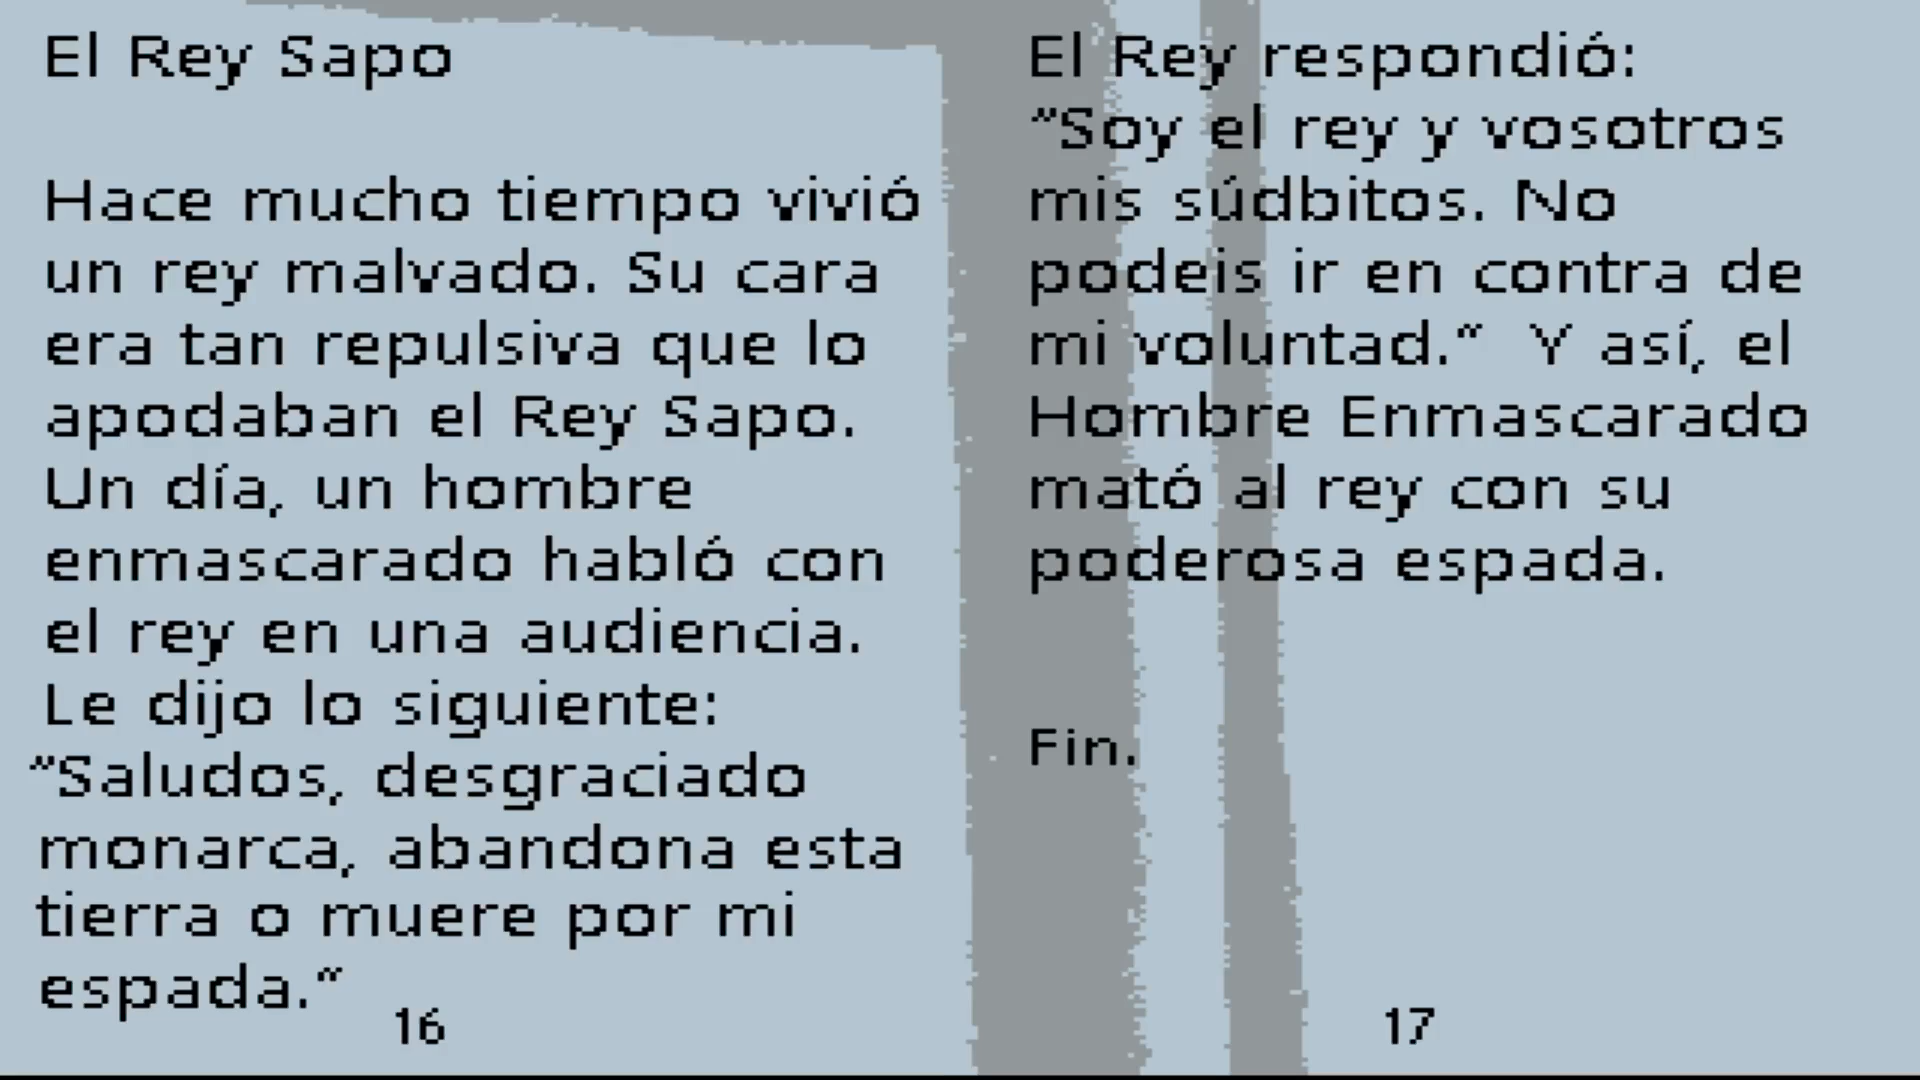 El Rey Sapo
Hace mucho tiempo vivió
un rey malvado. Su cara
era tan repulsiva que lo
apodaban el Rey Sapo.
Un día, un hombre
enmascarado habló con
el rey en una audiencia.
Le dijo lo siguiente:
"Saludos, desgraciado
monarca, abandona esta
tierra o muere por mi
espada."
16
El Rey respondió:
"Soy el rey y vosotros
mis súdbitos. No
podeis ir en contra de
mi voluntad."  Y así, el
Hombre Enmascarado
mató al rey con su
poderosa espada.
Fin.
17